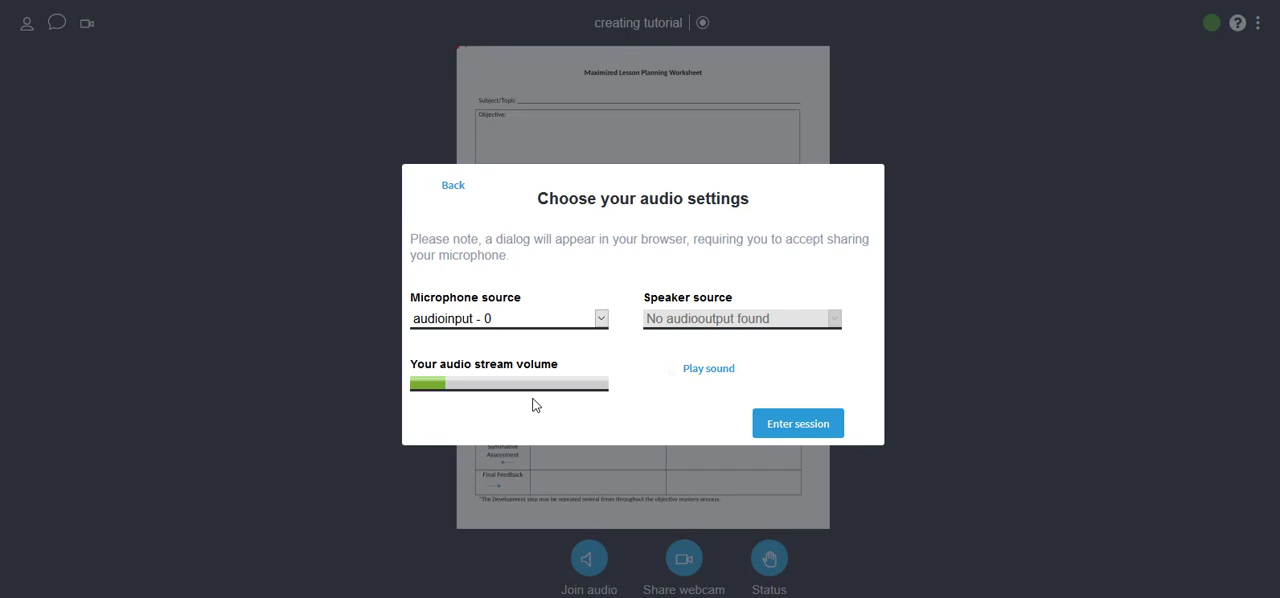 creating tutorial
Maximized Lesson Planning Worksheet
Subject/Topic
Objective:
Back
Choose your audio settings
Please note, a dialog will appear in your browser, requiring you to accept sharing
your microphone.
Microphone source
Speaker source
audioinput - 0
No audiooutput found
Your audio stream volume
Play sound
Enter session
Summative
Assessment
Final Feedback
*The Development step may be repeated several times throughout the objective mastery process.
Join audio
Share webcam
Status